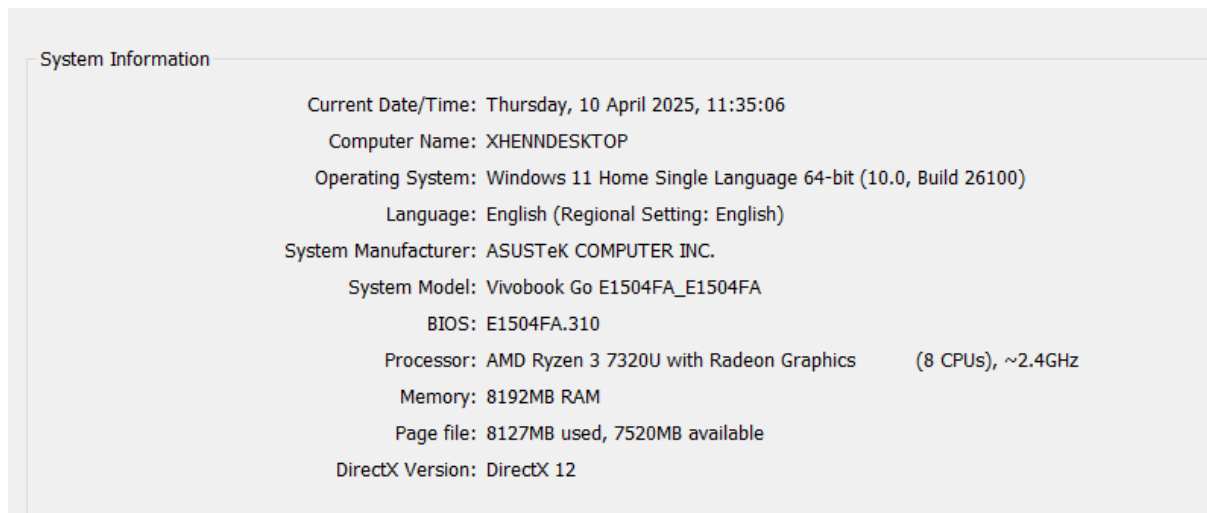 System Information
Current Date/Time: Thursday, 10 April 2025, 11:35:06
Computer Name: XHENNDESKTOP
Operating System: Windows 11 Home Single Language 64-bit (10.0, Build 26100)
Language: English (Regional Setting: English)
System Manufacturer: ASUSTeK COMPUTER INC.
System Model: Vivobook Go E1504FA_E1504FA
BIOS: E1504FA.310
Processor: AMD Ryzen 3 7320U with Radeon Graphics (8 CPUs), ~2.4GHz
Memory: 8192MB RAM
Page file: 8127MB used, 7520MB available
DirectX Version: DirectX 12